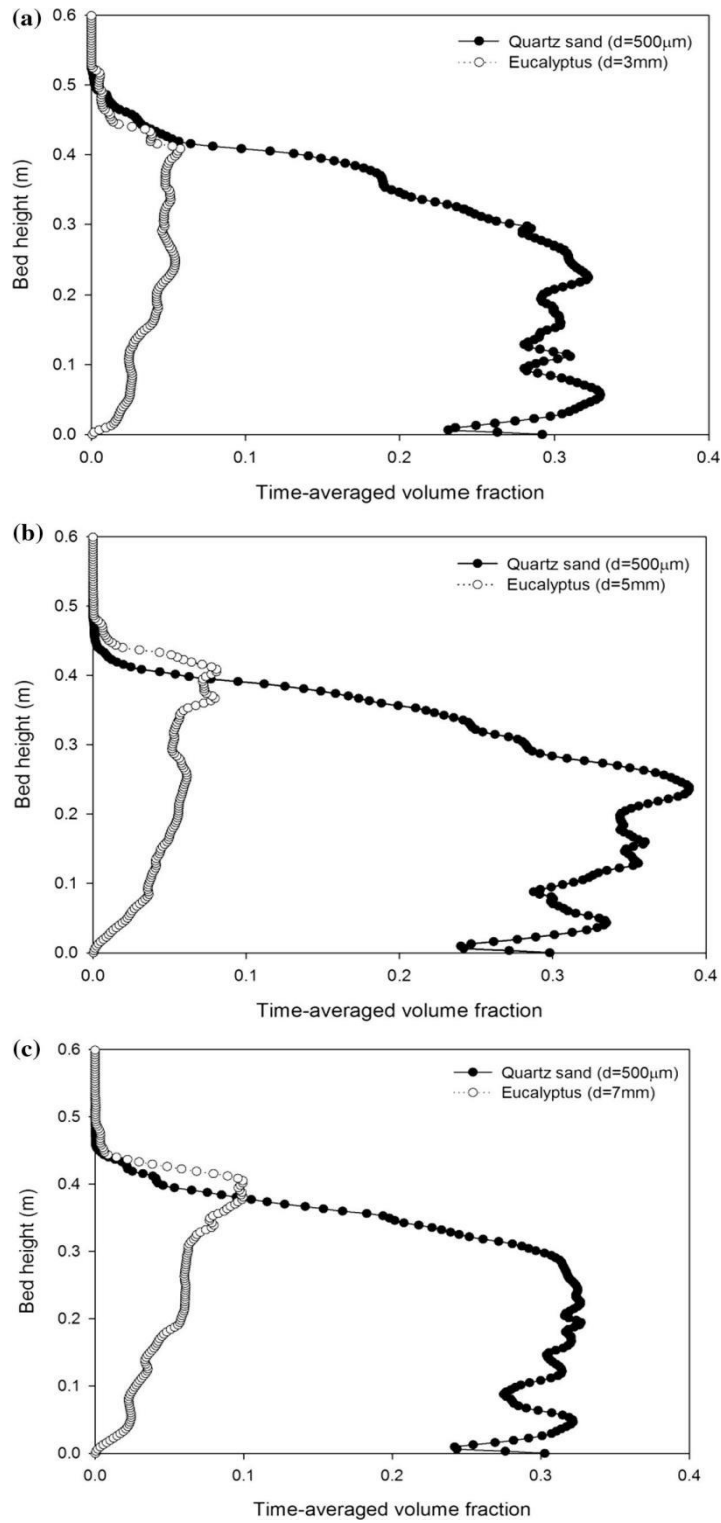 (a)
0.6
Quartz sand (d=500μm)
Eucalyptus (d=3mm)
0.5
0.4
Bed height (m)
0.3
0.2
0.1
0.0
0.0 0.1 0.2 0.3 0.4
Time-averaged volume fraction
(b)
0.6
Quartz sand (d=500μm)
Eucalyptus (d=5mm)
0.5
0.4
Bed height (m)
0.3
0.2
0.1
0.0
0.0 0.1 0.2 0.3 0.4
Time-averaged volume fraction
(c)
0.6
Quartz sand (d=500μm)
Eucalyptus (d=7mm)
0.5
0.4
Bed height (m)
0.3
0.2
0.1
0.0
0.0 0.1 0.2 0.3 0.4
Time-averaged volume fraction